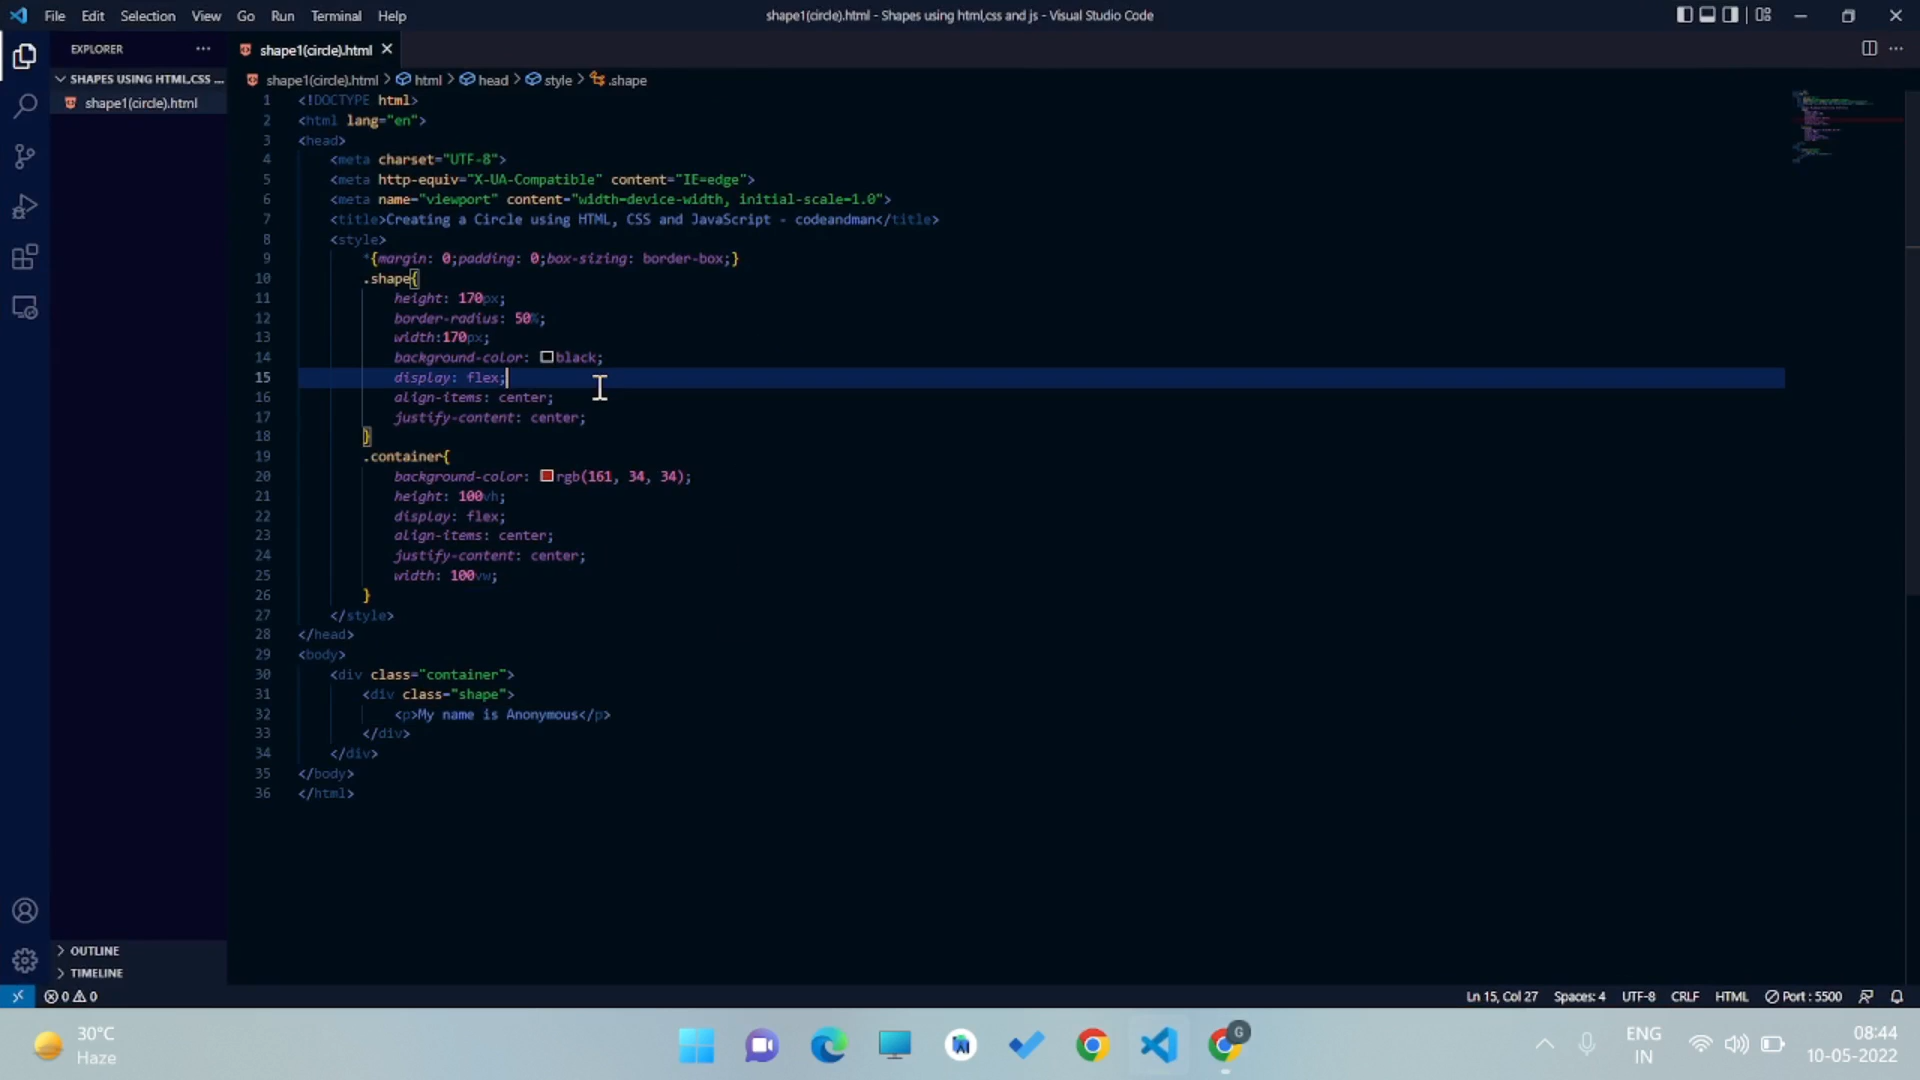 File Edit Selection View Go Run Terminal Help
shape1(circle).html - Shapes using html,css and js - Visual Studio Code
EXPLORER
SHAPES USING HTML,CSS ...
shape1(circle).html
shape1(circle).html
shape1(circle).html > html > head > style > .shape
1 <!DOCTYPE html>
2 <html lang="en">
3 <head>
4 <meta charset="UTF-8">
5 <meta http-equiv="X-UA-Compatible" content="IE=edge">
6 <meta name="viewport" content="width=device-width, initial-scale=1.0">
7 <title>Creating a Circle using HTML, CSS and JavaScript - codeandman</title>
8 <style>
9 *{margin: 0;padding: 0;box-sizing: border-box;}
10 .shape{
11 height: 170px;
12 border-radius: 50%;
13 width:170px;
14 background-color: black;
15 display: flex;
16 align-items: center;
17 justify-content: center;
18 }
19 .container{
20 background-color: rgb(161, 34, 34);
21 height: 100vh;
22 display: flex;
23 align-items: center;
24 justify-content: center;
25 width: 100vw;
26 }
27 </style>
28 </head>
29 <body>
30 <div class="container">
31 <div class="shape">
32 <p>My name is Anonymous</p>
33 </div>
34 </div>
35 </body>
36 </html>
OUTLINE
TIMELINE
0 0
Ln 15, Col 27 Spaces: 4 UTF-8 CRLF HTML Port : 5500
30°C
Haze
G
ENG
IN
08:44
10-05-2022